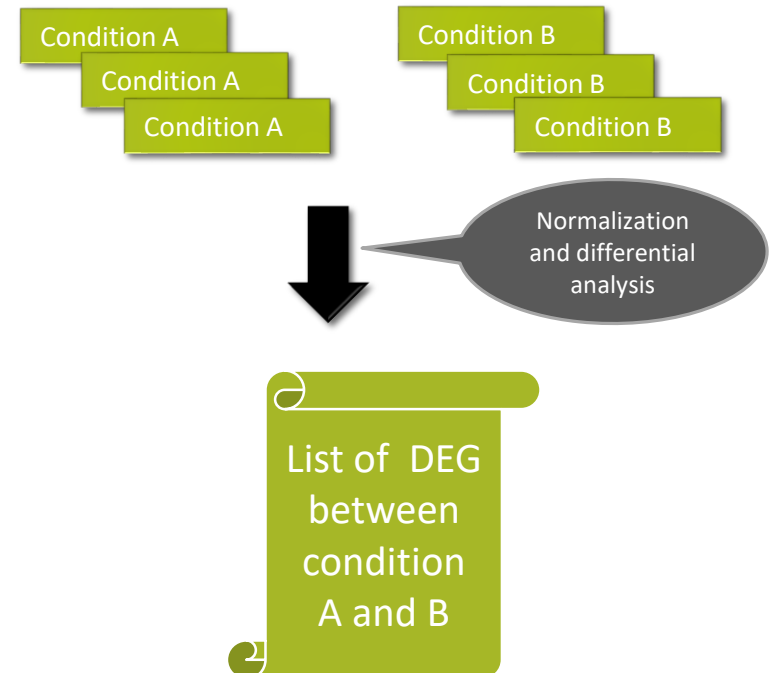 Condition A
Condition A
Condition A
Condition B
Condition B
Condition B
Normalization
and differential
analysis
List of DEG
between
condition
A and B